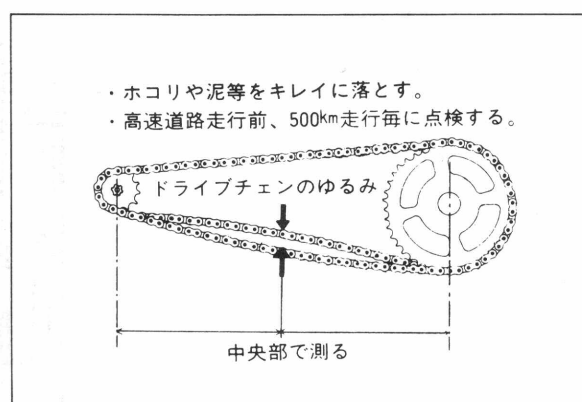 ・ホコリや泥等をキレイに落とす。
・高速道路走行前、500km走行毎に点検する。
ドライブチェンのゆるみ
中央部で測る